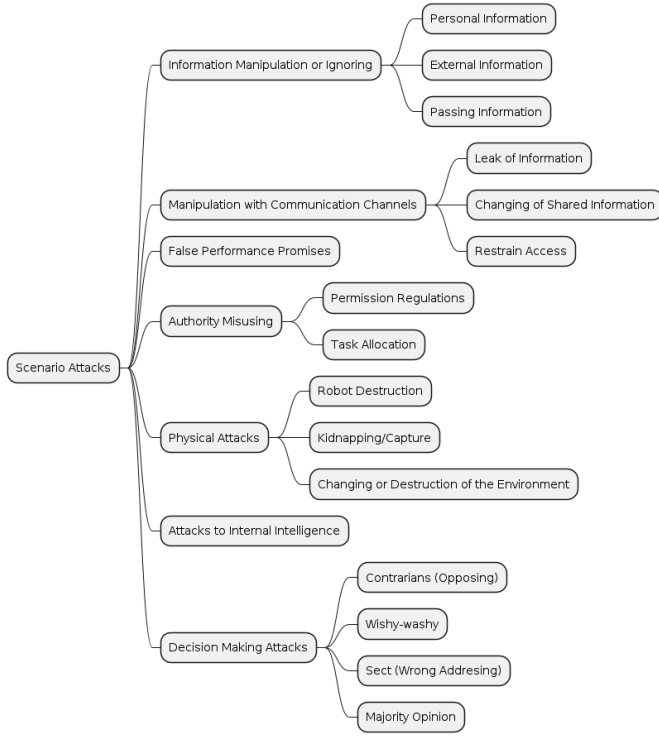 Scenario Attacks
Information Manipulation or Ignoring
Personal Information
External Information
Passing Information
Manipulation with Communication Channels
Leak of Information
Changing of Shared Information
Restrain Access
False Performance Promises
Authority Misusing
Permission Regulations
Task Allocation
Physical Attacks
Robot Destruction
Kidnapping/Capture
Changing or Destruction of the Environment
Attacks to Internal Intelligence
Decision Making Attacks
Contrarians (Opposing)
Wishy-washy
Sect (Wrong Addresing)
Majority Opinion